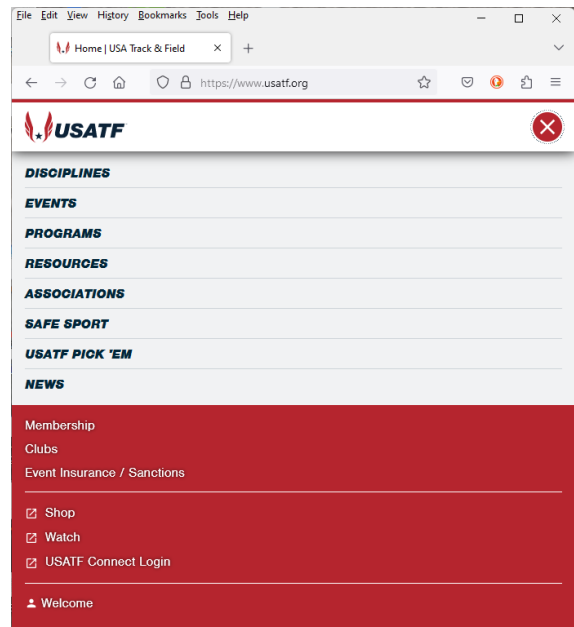 File Edit View History Bookmarks Tools Help
Home | USA Track & Field
https://www.usatf.org
USATF
DISCIPLINES
EVENTS
PROGRAMS
RESOURCES
ASSOCIATIONS
SAFE SPORT
USATF PICK 'EM
NEWS
Membership
Clubs
Event Insurance / Sanctions
Shop
Watch
USATF Connect Login
Welcome